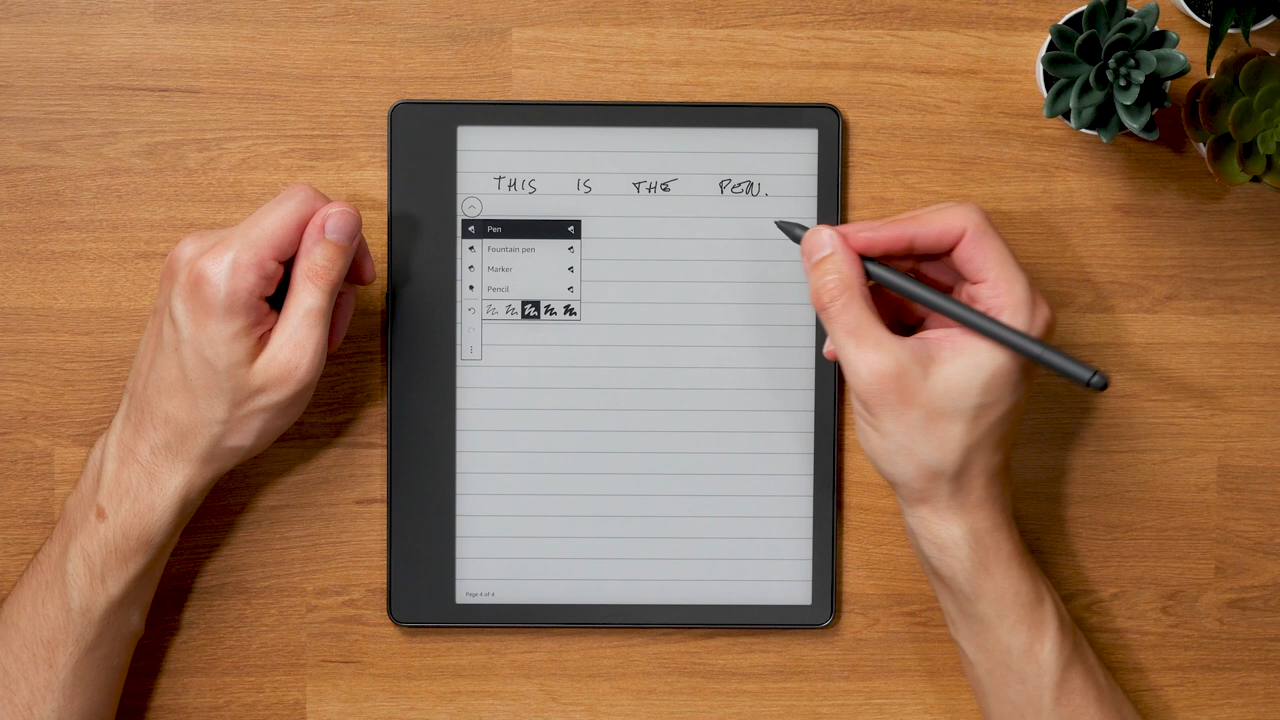 THIS IS THE PEN.
Pen
Fountain pen
Marker
Pencil
Page 4 of 4